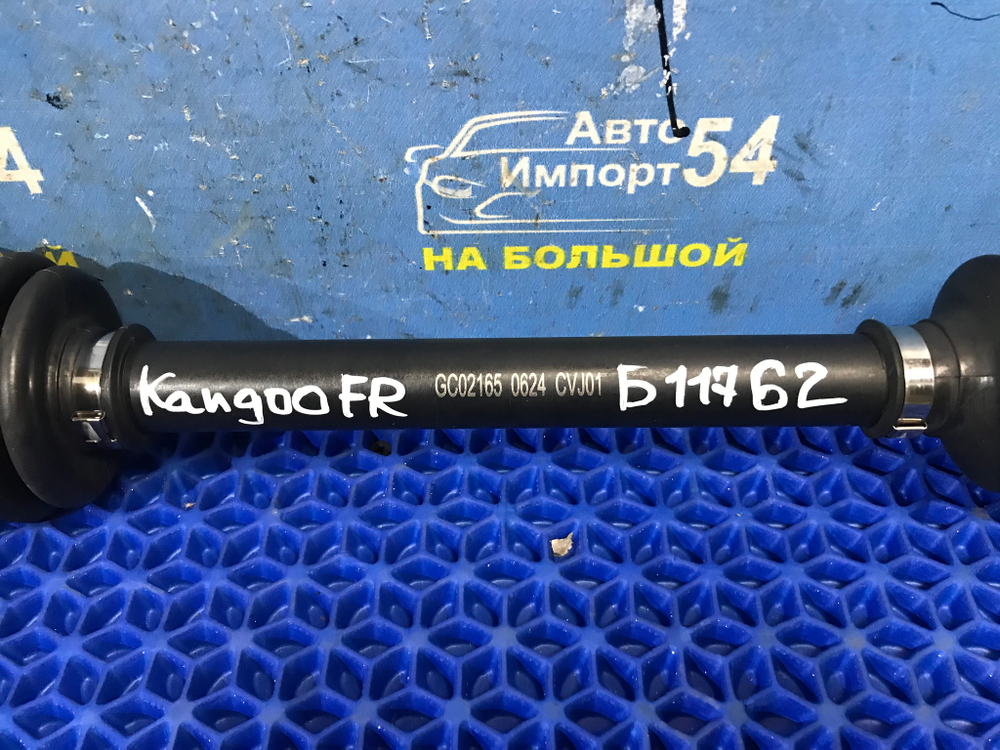 Авто
Импорт 54
НА БОЛЬШОЙ
Kangoo FR GC02165 0624 CVJ01 Б11762